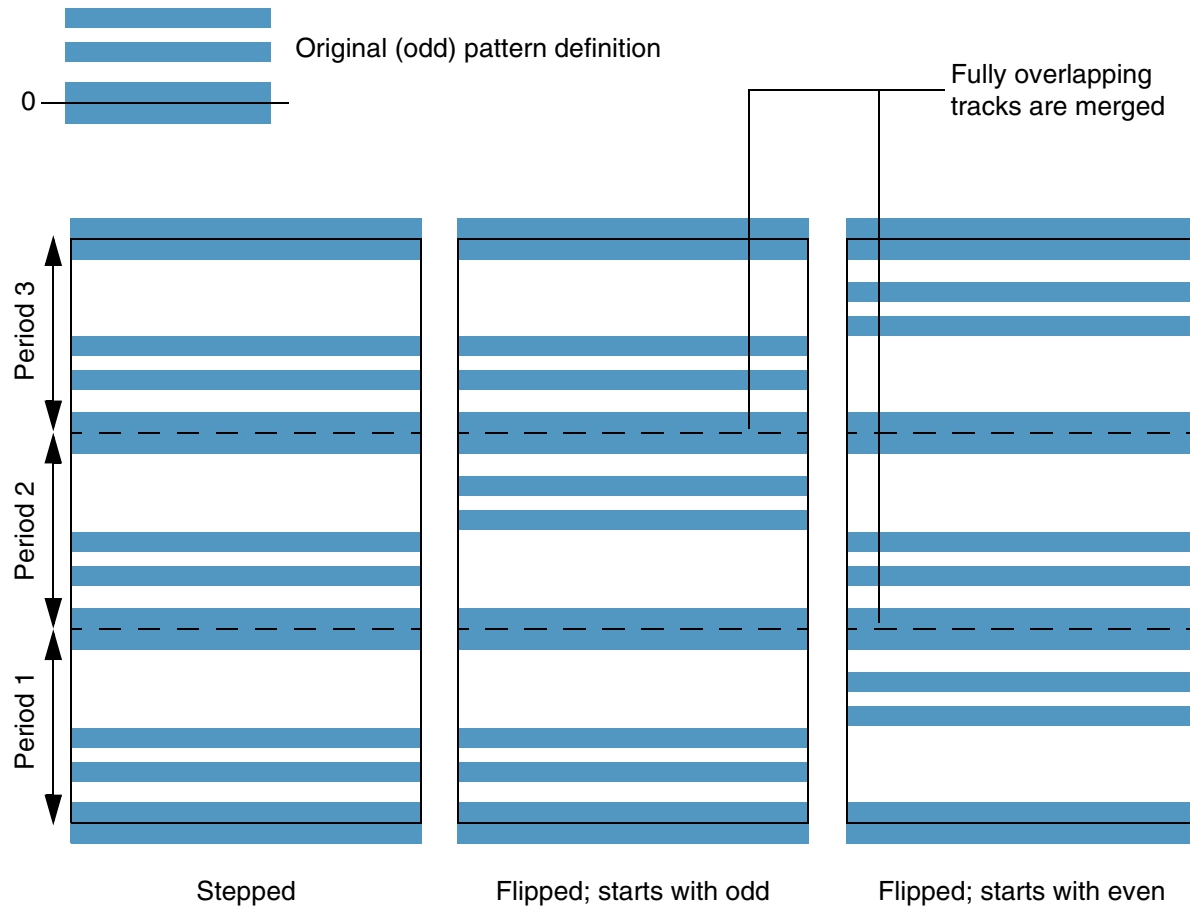 Original (odd) pattern definition
0
Fully overlapping
tracks are merged
Period 3
Period 2
Period 1
Stepped
Flipped; starts with odd
Flipped; starts with even